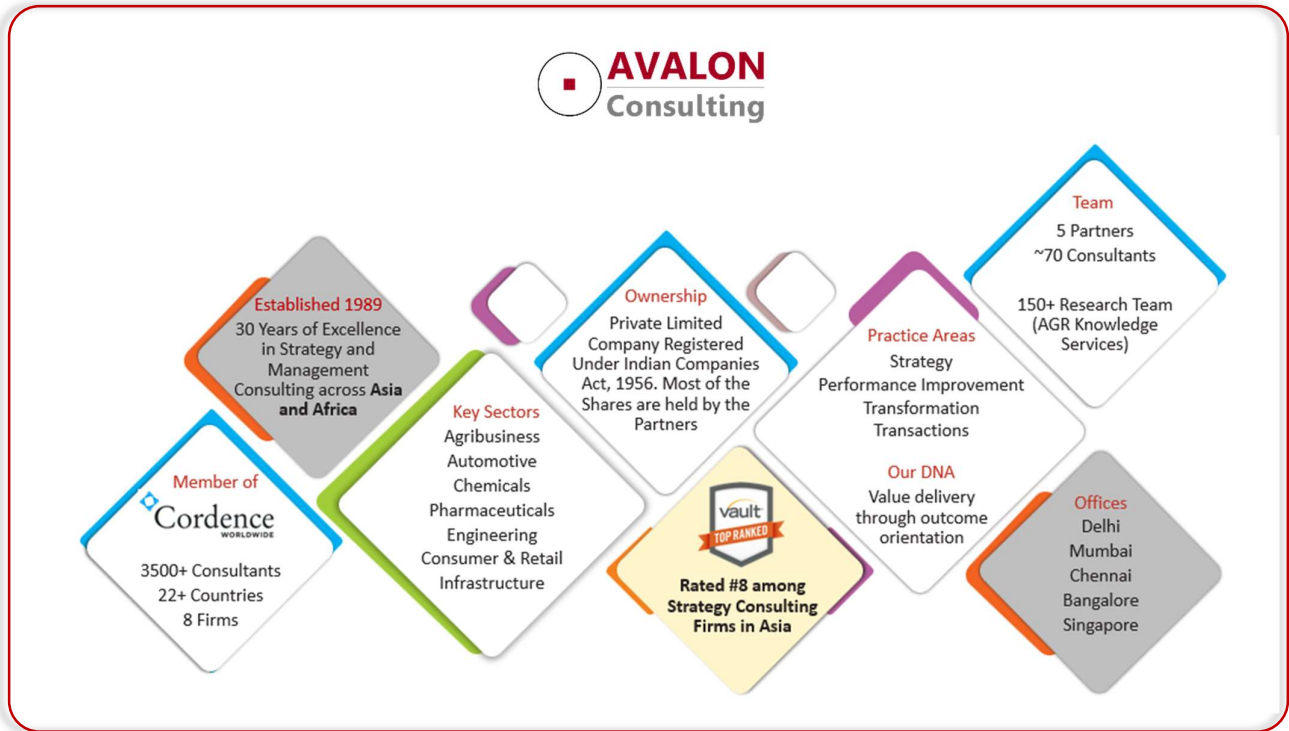 AVALON
Consulting
Established 1989
30 Years of Excellence
in Strategy and
Management
Consulting across Asia
and Africa
Member of
Cordence
WORLDWIDE
3500+ Consultants
22+ Countries
8 Firms
Key Sectors
Agribusiness
Automotive
Chemicals
Pharmaceuticals
Engineering
Consumer & Retail
Infrastructure
Ownership
Private Limited
Company Registered
Under Indian Companies
Act, 1956. Most of the
Shares are held by the
Partners
vault
TOP RANKED
Rated #8 among
Strategy Consulting
Firms in Asia
Practice Areas
Strategy
Performance Improvement
Transformation
Transactions
Our DNA
Value delivery
through outcome
orientation
Team
5 Partners
~70 Consultants
150+ Research Team
(AGR Knowledge
Services)
Offices
Delhi
Mumbai
Chennai
Bangalore
Singapore